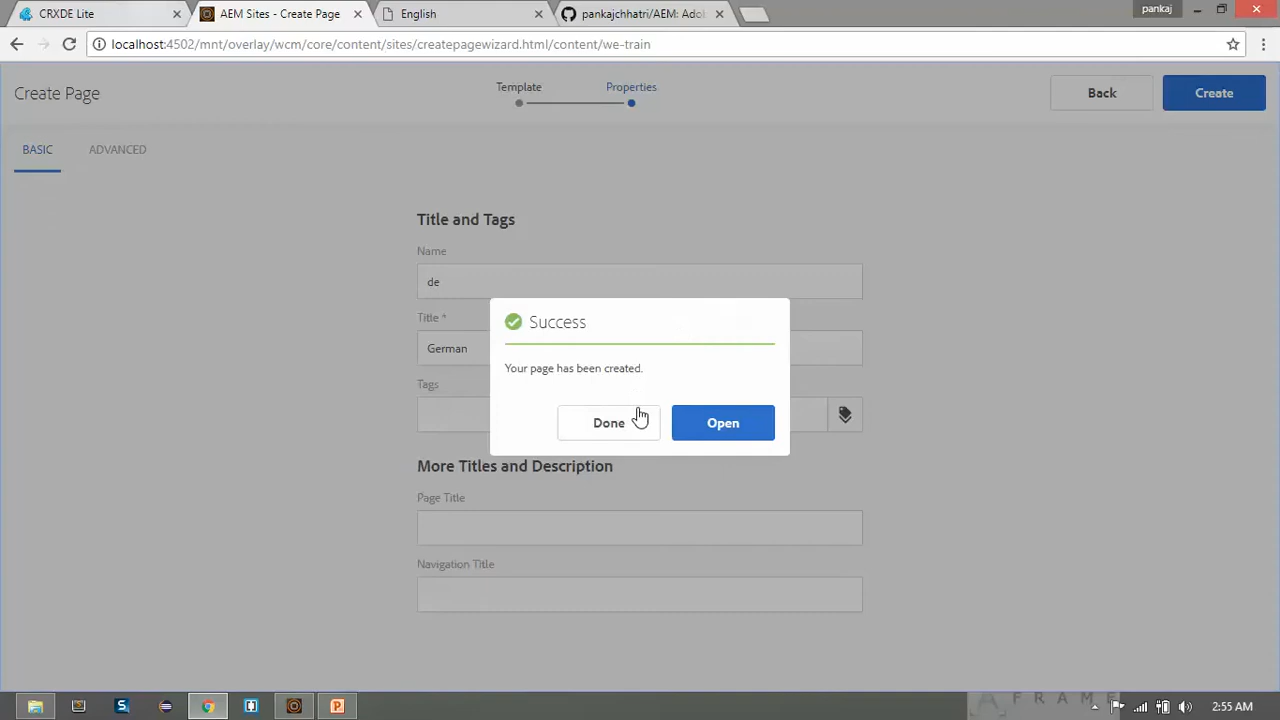 CRXDE Lite
AEM Sites - Create Page
English
pankajchhatri/AEM: Adob
pankaj
localhost:4502/mnt/overlay/wcm/core/content/sites/createpagewizard.html/content/we-train
Create Page
Template
Properties
Back
Create
BASIC
ADVANCED
Title and Tags
Name
de
Title *
German
Tags
Success
Your page has been created.
Done
Open
More Titles and Description
Page Title
Navigation Title
FRAME
2:55 AM